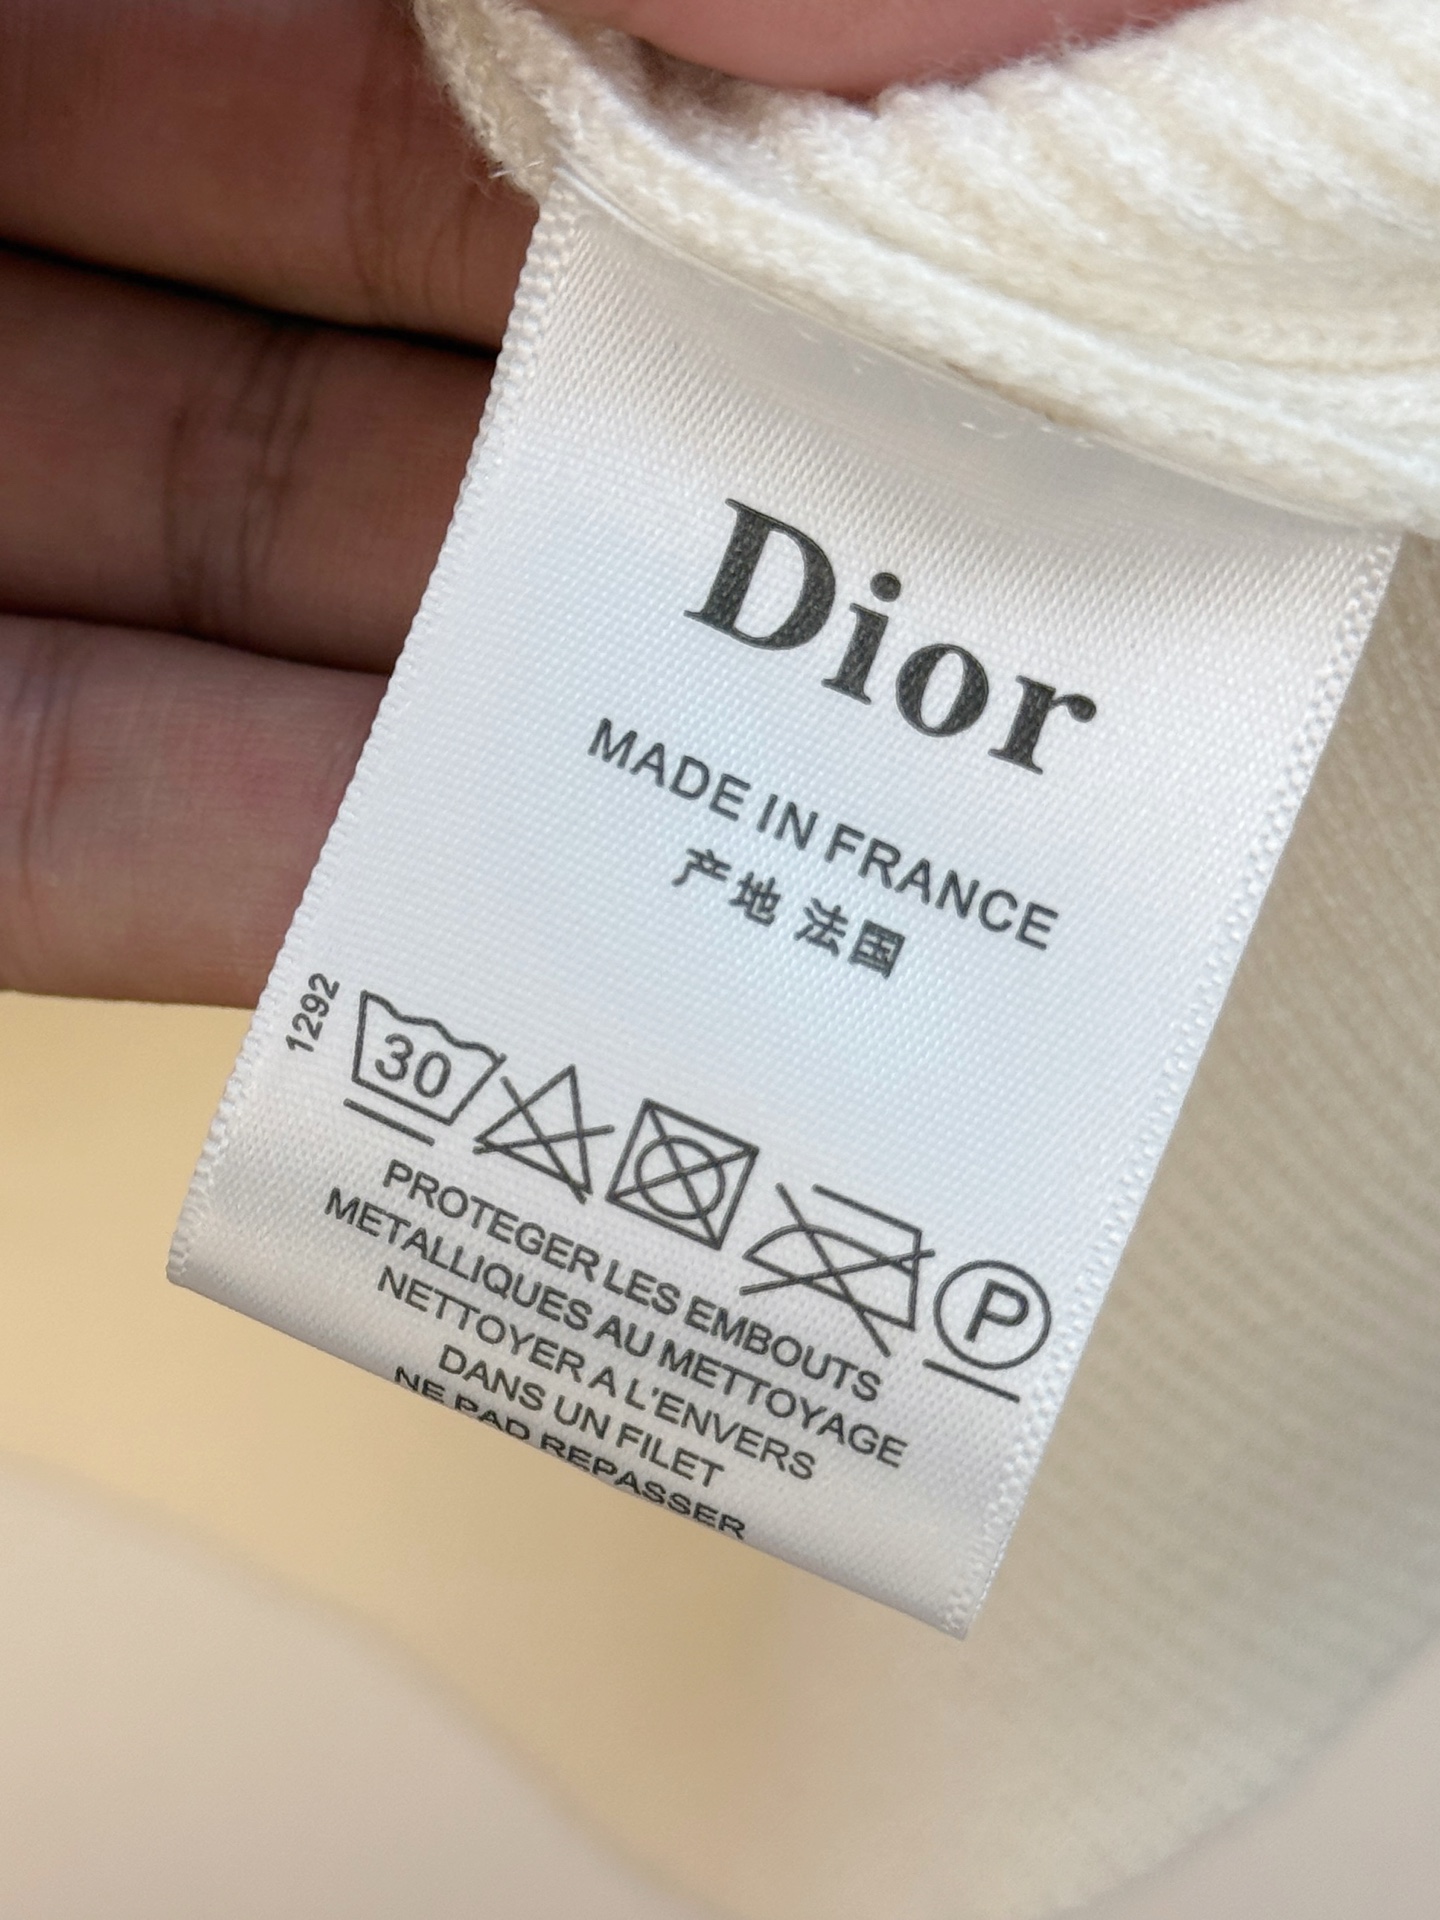 Dior
MADE IN FRANCE
产地 法国
1292
30
P
PROTEGER LES EMBOUTS
METALLIQUES AU METTOYAGE
NETTOYER A L'ENVERS
DANS UN FILET
NE PAD REPASSER